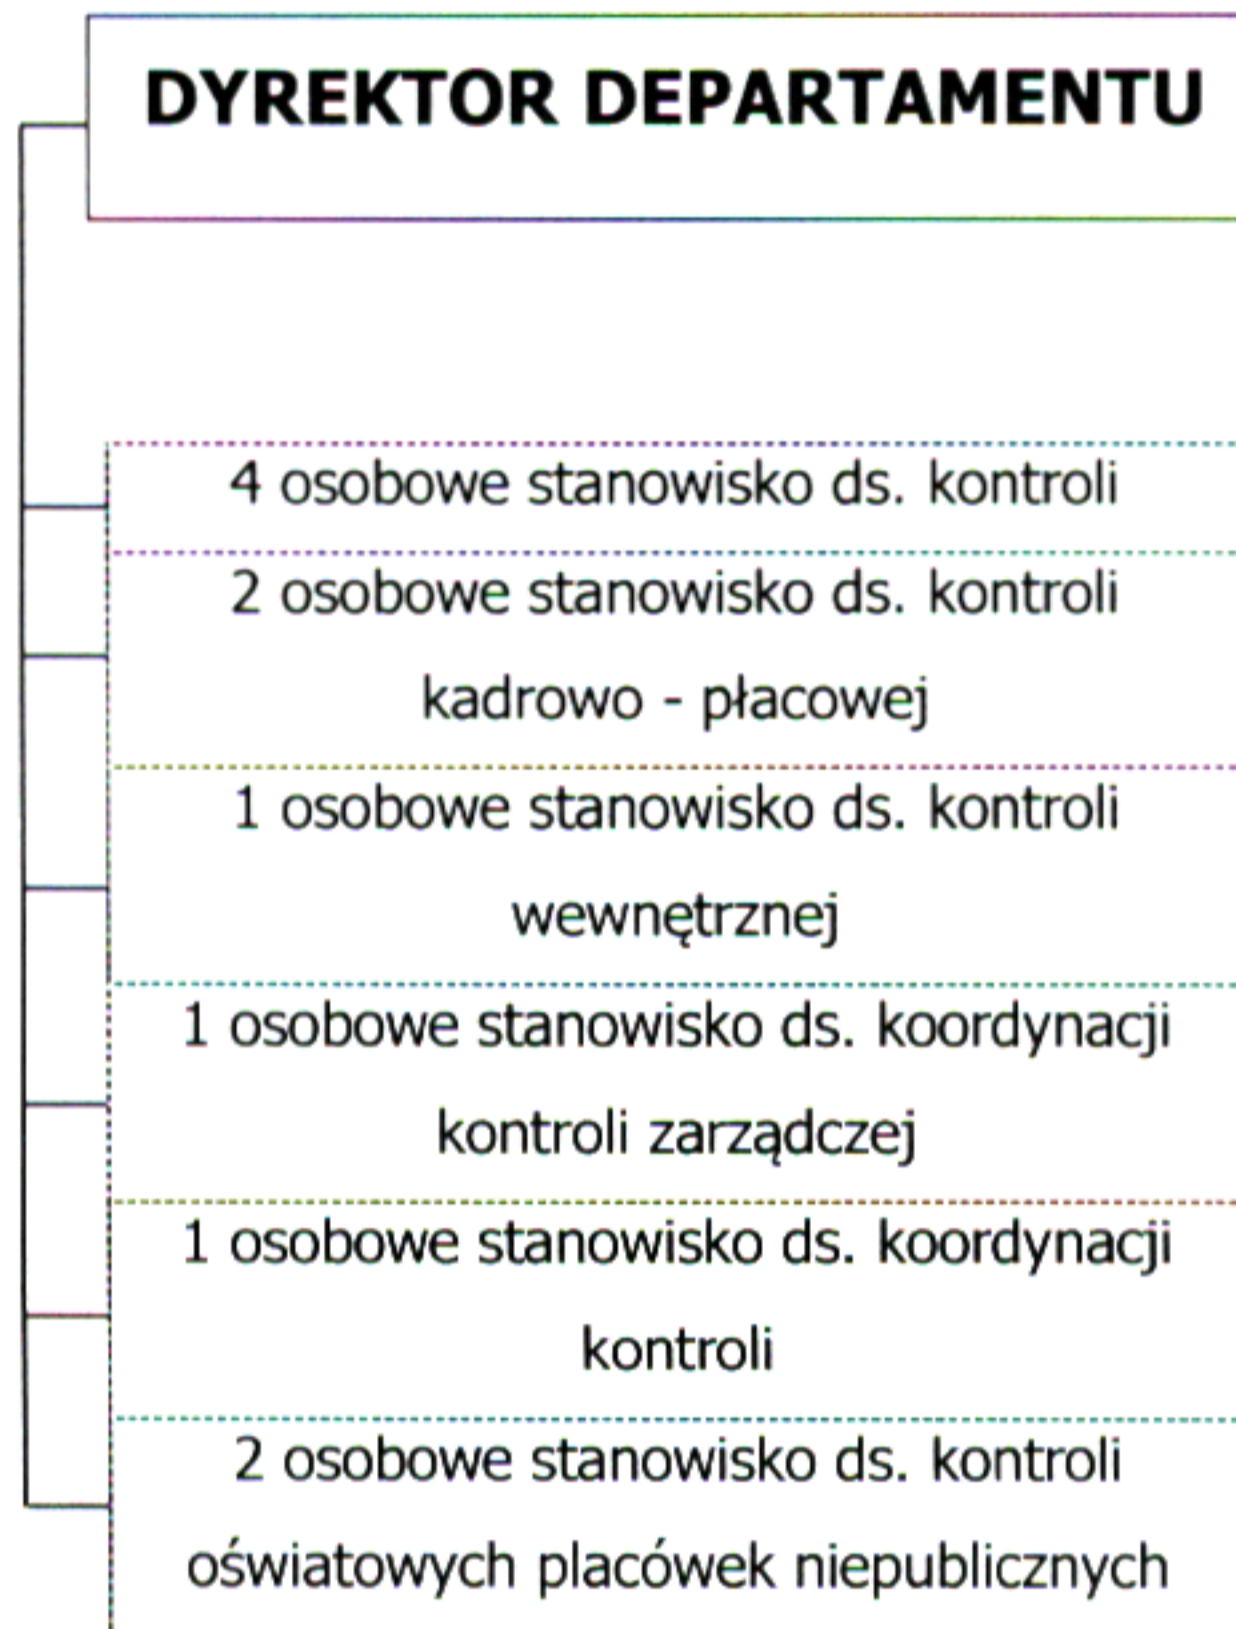 DYREKTOR DEPARTAMENTU
4 osobowe stanowisko ds. kontroli
2 osobowe stanowisko ds. kontroli
kadrowo - płacowej
1 osobowe stanowisko ds. kontroli
wewnętrznej
1 osobowe stanowisko ds. koordynacji
kontroli zarządczej
1 osobowe stanowisko ds. koordynacji
kontroli
2 osobowe stanowisko ds. kontroli
oświatowych placówek niepublicznych